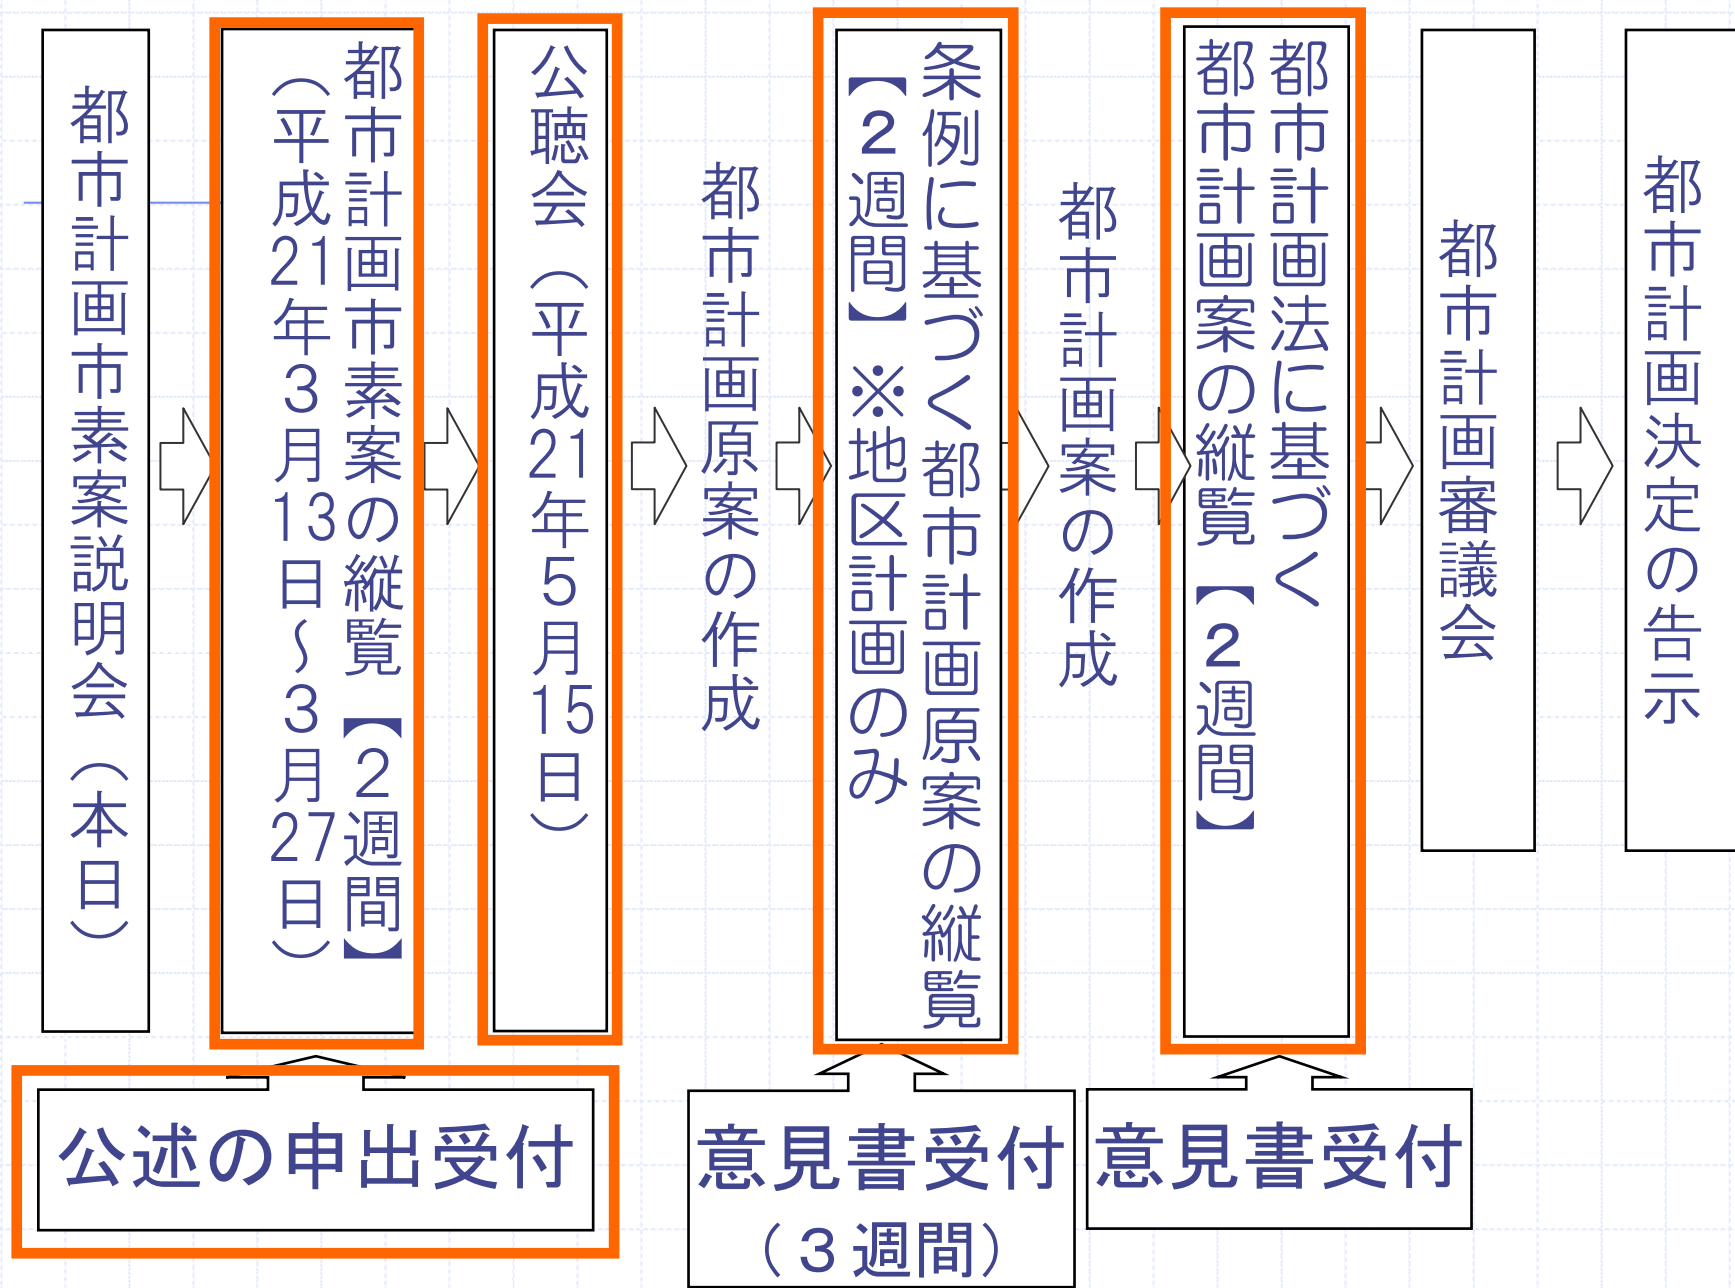 都市計画市素案説明会（本日）
都市計画市素案の縦覧【２週間】
（平成21年３月13日～３月27日）
公聴会（平成21年５月15日）
都市計画原案の作成
条例に基づく都市計画原案の縦覧
【２週間】※地区計画のみ
都市計画案の作成
都市計画法に基づく
都市計画案の縦覧【２週間】
都市計画審議会
都市計画決定の告示
公述の申出受付
意見書受付
（３週間）
意見書受付